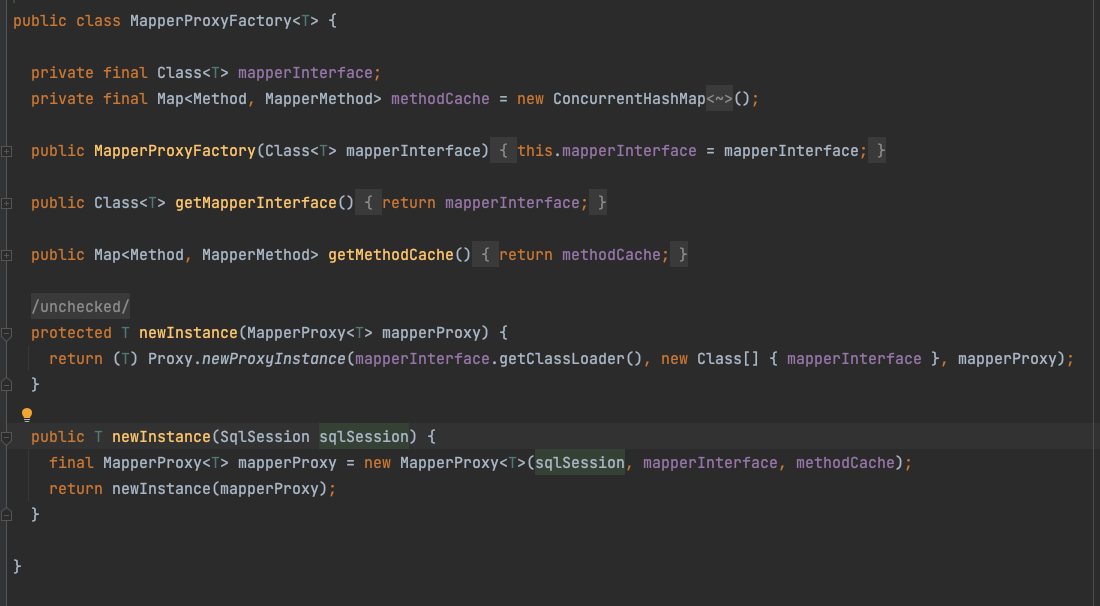 public class MapperProxyFactory<T> {
private final Class<T> mapperInterface;
private final Map<Method, MapperMethod> methodCache = new ConcurrentHashMap<~>();
public MapperProxyFactory(Class<T> mapperInterface) { this.mapperInterface = mapperInterface; }
public Class<T> getMapperInterface() { return mapperInterface; }
public Map<Method, MapperMethod> getMethodCache() { return methodCache; }
/unchecked/
protected T newInstance(MapperProxy<T> mapperProxy) {
return (T) Proxy.newProxyInstance(mapperInterface.getClassLoader(), new Class[] { mapperInterface }, mapperProxy);
}
public T newInstance(SqlSession sqlSession) {
final MapperProxy<T> mapperProxy = new MapperProxy<T>(sqlSession, mapperInterface, methodCache);
return newInstance(mapperProxy);
}
}